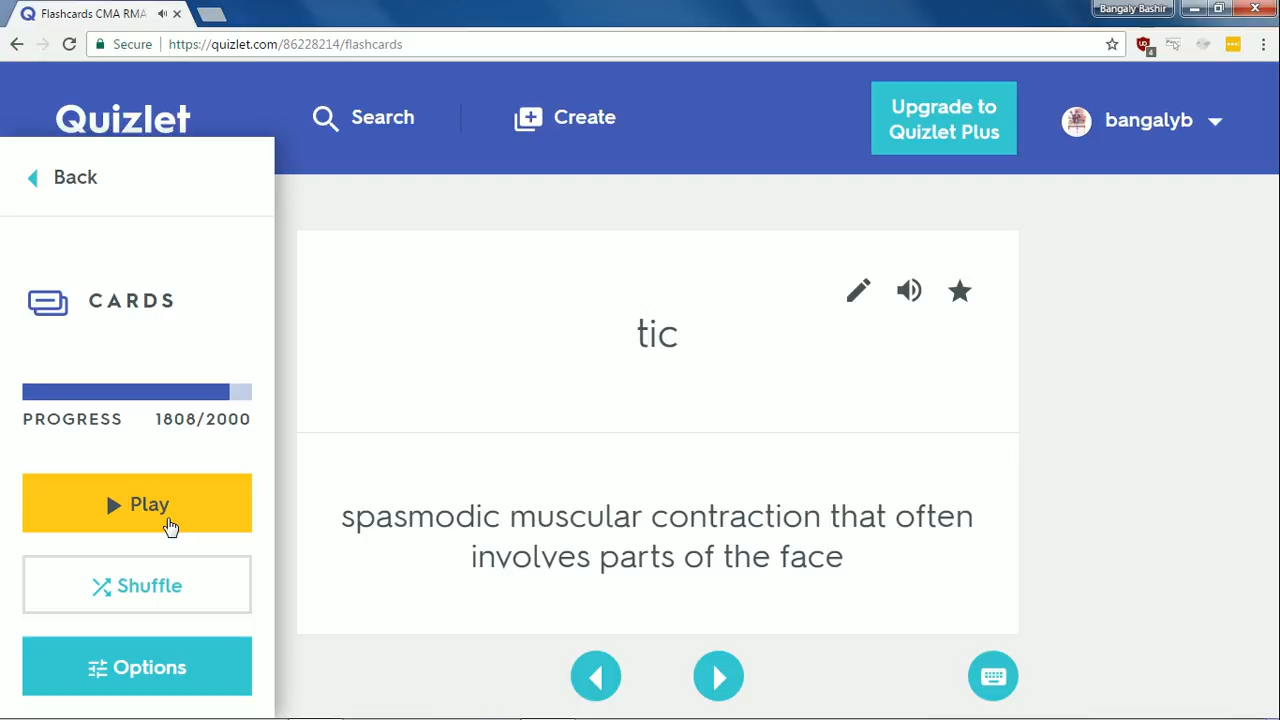 Flashcards CMA RMA
Bangaly Bashir
Secure
https://quizlet.com/86228214/flashcards
4
Quizlet
Search
Create
Upgrade to
Quizlet Plus
bangalyb
Back
CARDS
PROGRESS 1808/2000
Play
Shuffle
Options
tic
spasmodic muscular contraction that often
involves parts of the face